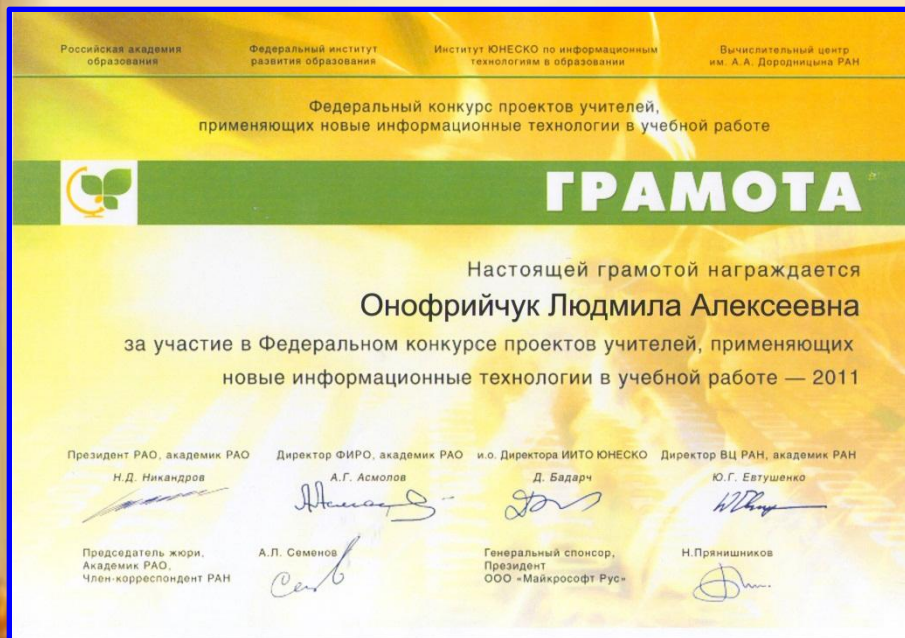 Российская академия образования
Федеральный институт развития образования
Институт ЮНЕСКО по информационным технологиям в образовании
Вычислительный центр им. А.А. Дородницына РАН
Федеральный конкурс проектов учителей,
применяющих новые информационные технологии в учебной работе
ГРАМОТА
Настоящей грамотой награждается
Онофрийчук Людмила Алексеевна
за участие в Федеральном конкурсе проектов учителей, применяющих
новые информационные технологии в учебной работе — 2011
Президент РАО, академик РАО
Н.Д. Никандров
Директор ФИРО, академик РАО
А.Г. Асмолов
и.о. Директора ИИТО ЮНЕСКО
Д. Бадарч
Директор ВЦ РАН, академик РАН
Ю.Г. Евтушенко
Председатель жюри,
Академик РАО,
Член-корреспондент РАН
А.Л. Семенов
Генеральный спонсор,
Президент
ООО «Майкрософт Рус»
Н.Прянишников